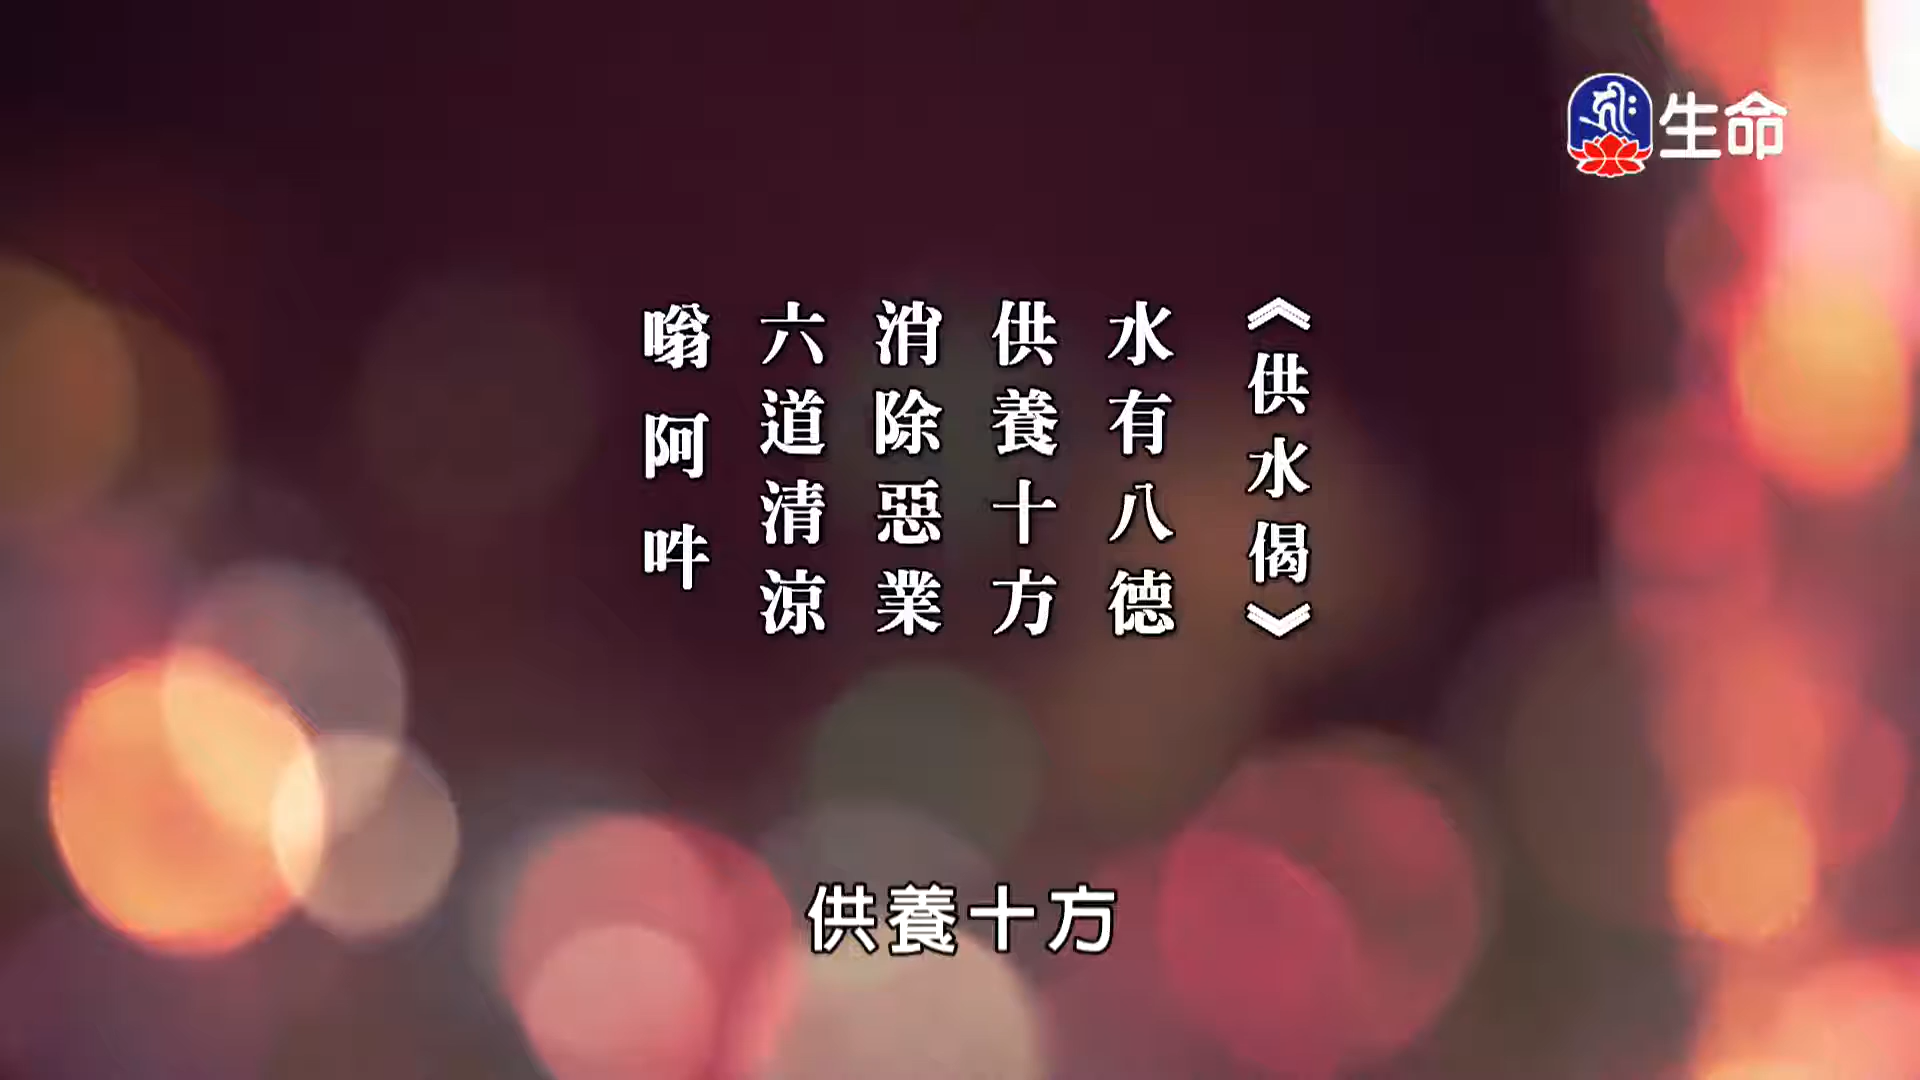 生命
《供水偈》
水有八德
供養十方
消除惡業
六道清涼
嗡阿吽
供養十方